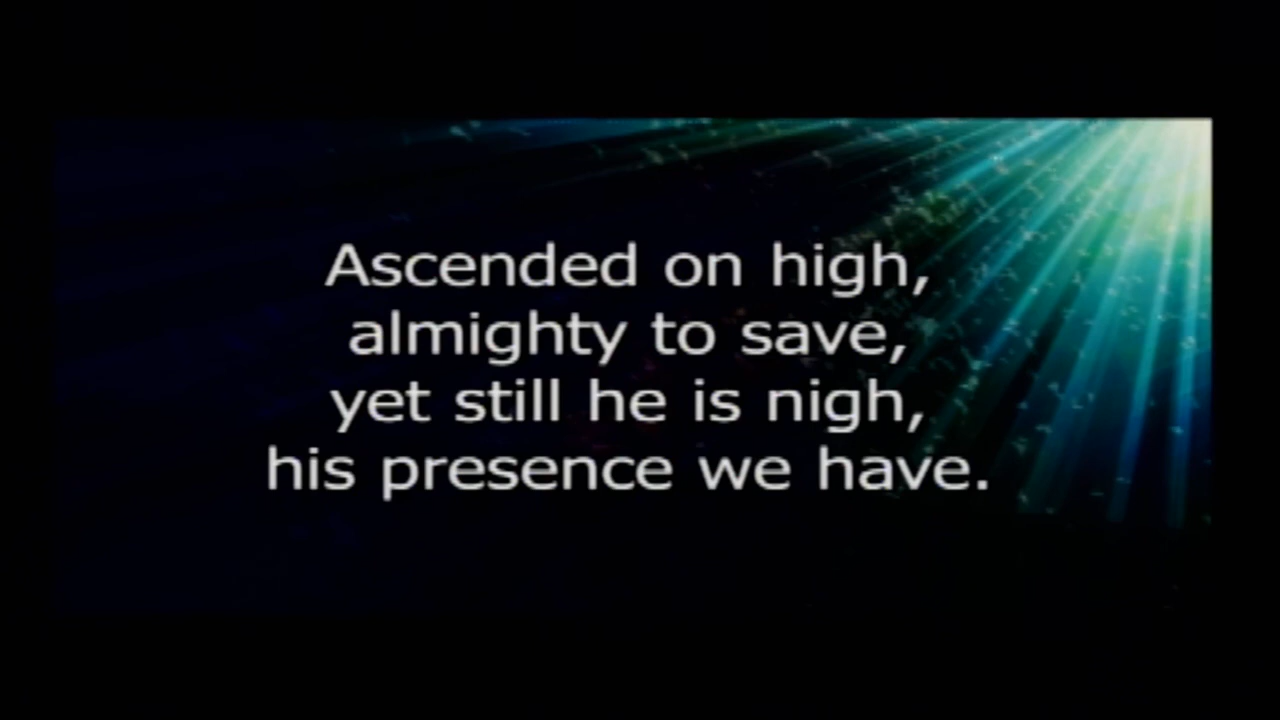 Ascended on high,
almighty to save,
yet still he is nigh,
his presence we have.